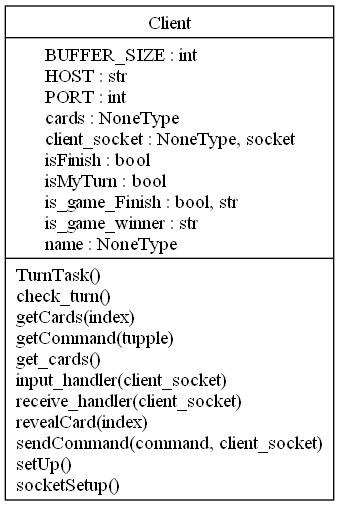 Client
BUFFER_SIZE : int
HOST : str
PORT : int
cards : NoneType
client_socket : NoneType, socket
isFinish : bool
isMyTurn : bool
is_game_Finish : bool, str
is_game_winner : str
name : NoneType
TurnTask()
check_turn()
getCards(index)
getCommand(tupple)
get_cards()
input_handler(client_socket)
receive_handler(client_socket)
revealCard(index)
sendCommand(command, client_socket)
setUp()
socketSetup()